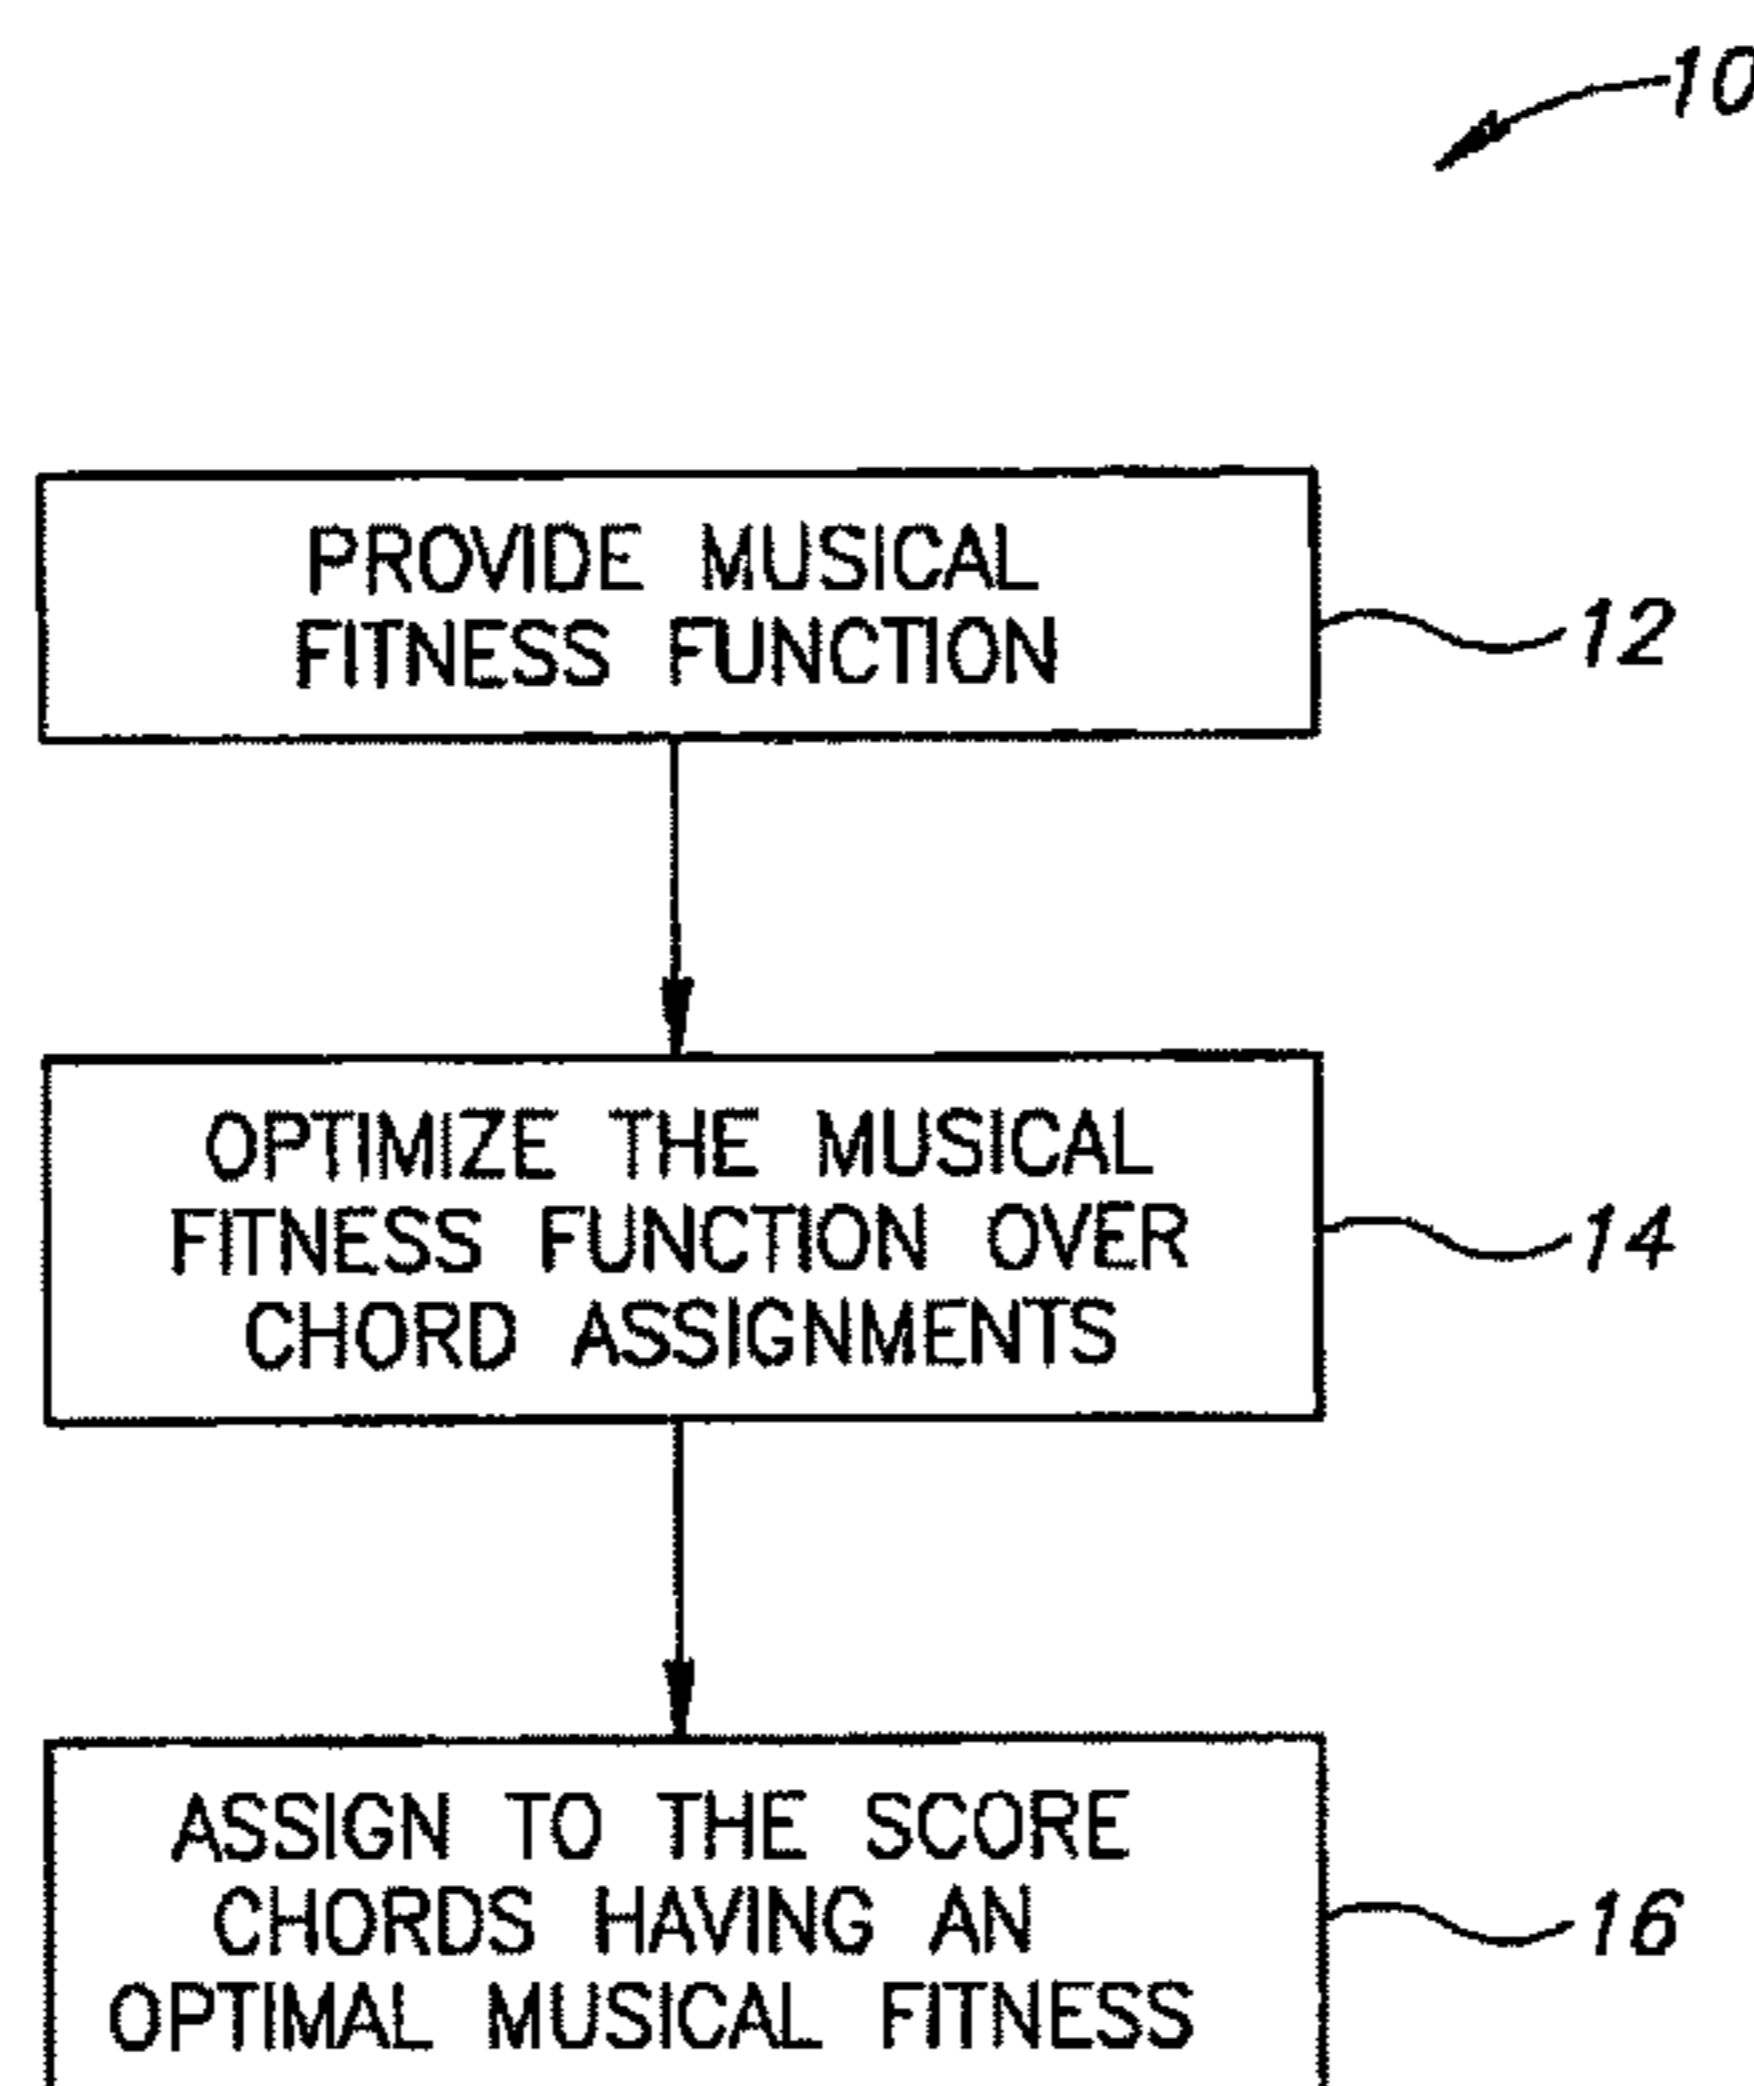 10
PROVIDE MUSICAL
FITNESS FUNCTION
12
OPTIMIZE THE MUSICAL
FITNESS FUNCTION OVER
CHORD ASSIGNMENTS
14
ASSIGN TO THE SCORE
CHORDS HAVING AN
OPTIMAL MUSICAL FITNESS
16